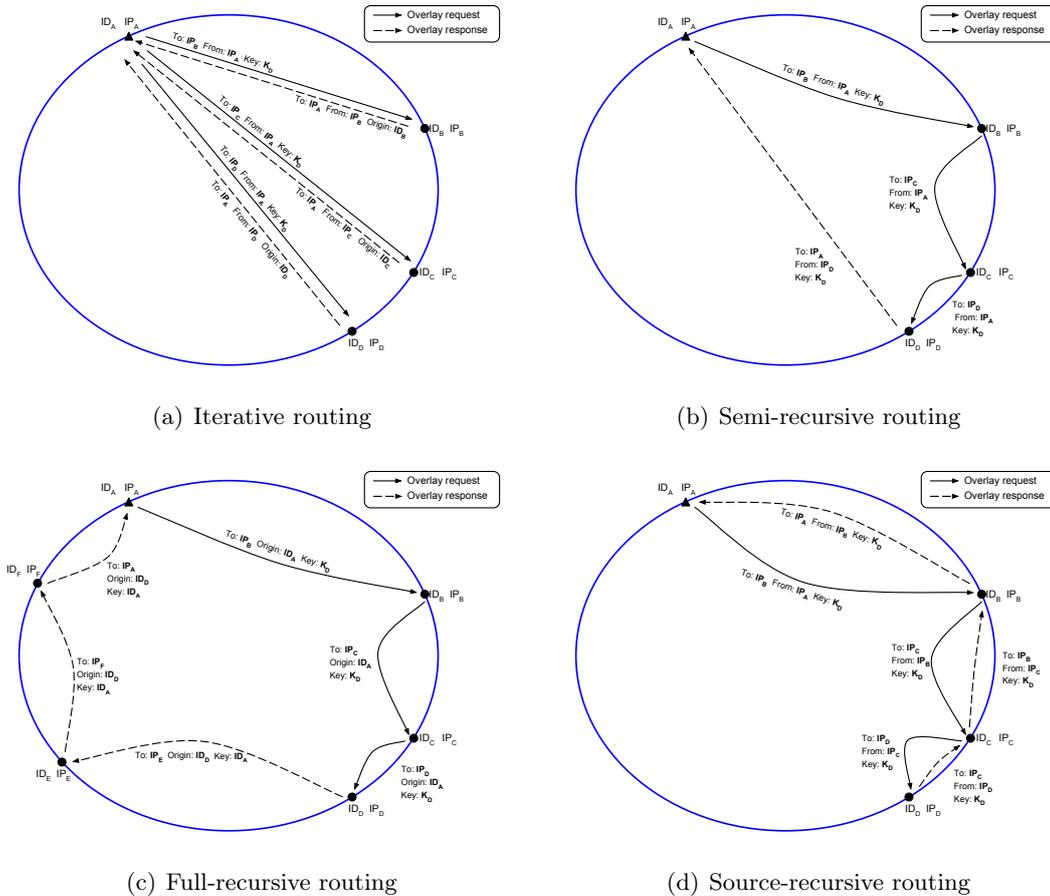 ID_A IP_A
Overlay request
Overlay response
To: IP_B From: IP_A Key: K_D
To: IP_A From: IP_B Origin: ID_B
ID_B IP_B
To: IP_C From: IP_A Key: K_D
To: IP_A From: IP_C Origin: ID_C
To: IP_D From: IP_A Key: K_D
To: IP_A From: IP_D Origin: ID_D
ID_C IP_C
ID_D IP_D
(a) Iterative routing
ID_A IP_A
Overlay request
Overlay response
To: IP_B From: IP_A Key: K_D
ID_B IP_B
To: IP_C
From: IP_A
Key: K_D
To: IP_A
From: IP_D
Key: K_D
ID_C IP_C
To: IP_D
From: IP_A
Key: K_D
ID_D IP_D
(b) Semi-recursive routing
ID_A IP_A
Overlay request
Overlay response
To: IP_B Origin: ID_A Key: K_D
To: IP_A
Origin: ID_D
Key: ID_A
ID_F IP_F
ID_B IP_B
To: IP_C
Origin: ID_A
Key: K_D
To: IP_F
Origin: ID_D
Key: ID_A
ID_C IP_C
To: IP_E Origin: ID_D Key: ID_A
ID_E IP_E
To: IP_D
Origin: ID_A
Key: K_D
ID_D IP_D
(c) Full-recursive routing
ID_A IP_A
Overlay request
Overlay response
To: IP_A From: IP_B Key: K_D
To: IP_B From: IP_A Key: K_D
ID_B IP_B
To: IP_C
From: IP_B
Key: K_D
To: IP_B
From: IP_C
Key: K_D
To: IP_D
From: IP_C
Key: K_D
ID_C IP_C
To: IP_C
From: IP_D
Key: K_D
ID_D IP_D
(d) Source-recursive routing